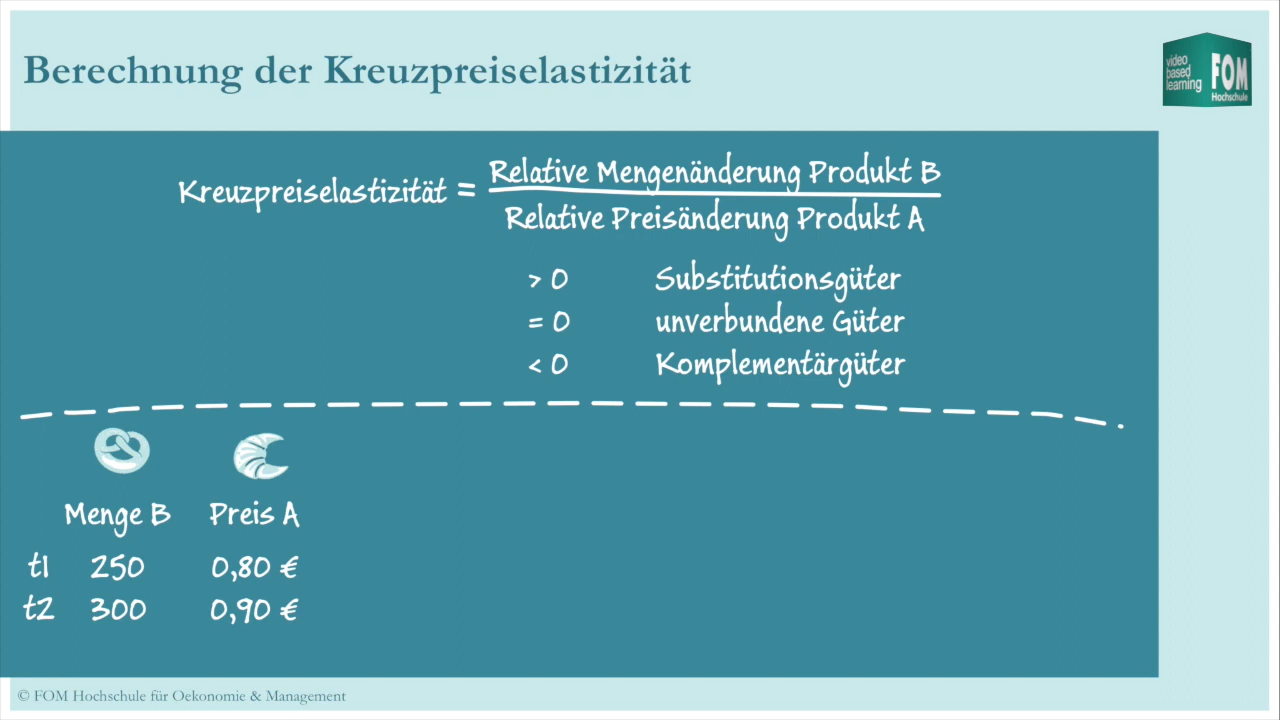 Berechnung der Kreuzpreiselastizität
video
based
learning
FOM
Hochschule
Kreuzpreiselastizität = Relative Mengenänderung Produkt B
Relative Preisänderung Produkt A
> 0 Substitutionsgüter
= 0 unverbundene Güter
< 0 Komplementärgüter
Menge B Preis A
t1 250 0,80 €
t2 300 0,90 €
© FOM Hochschule für Oekonomie & Management